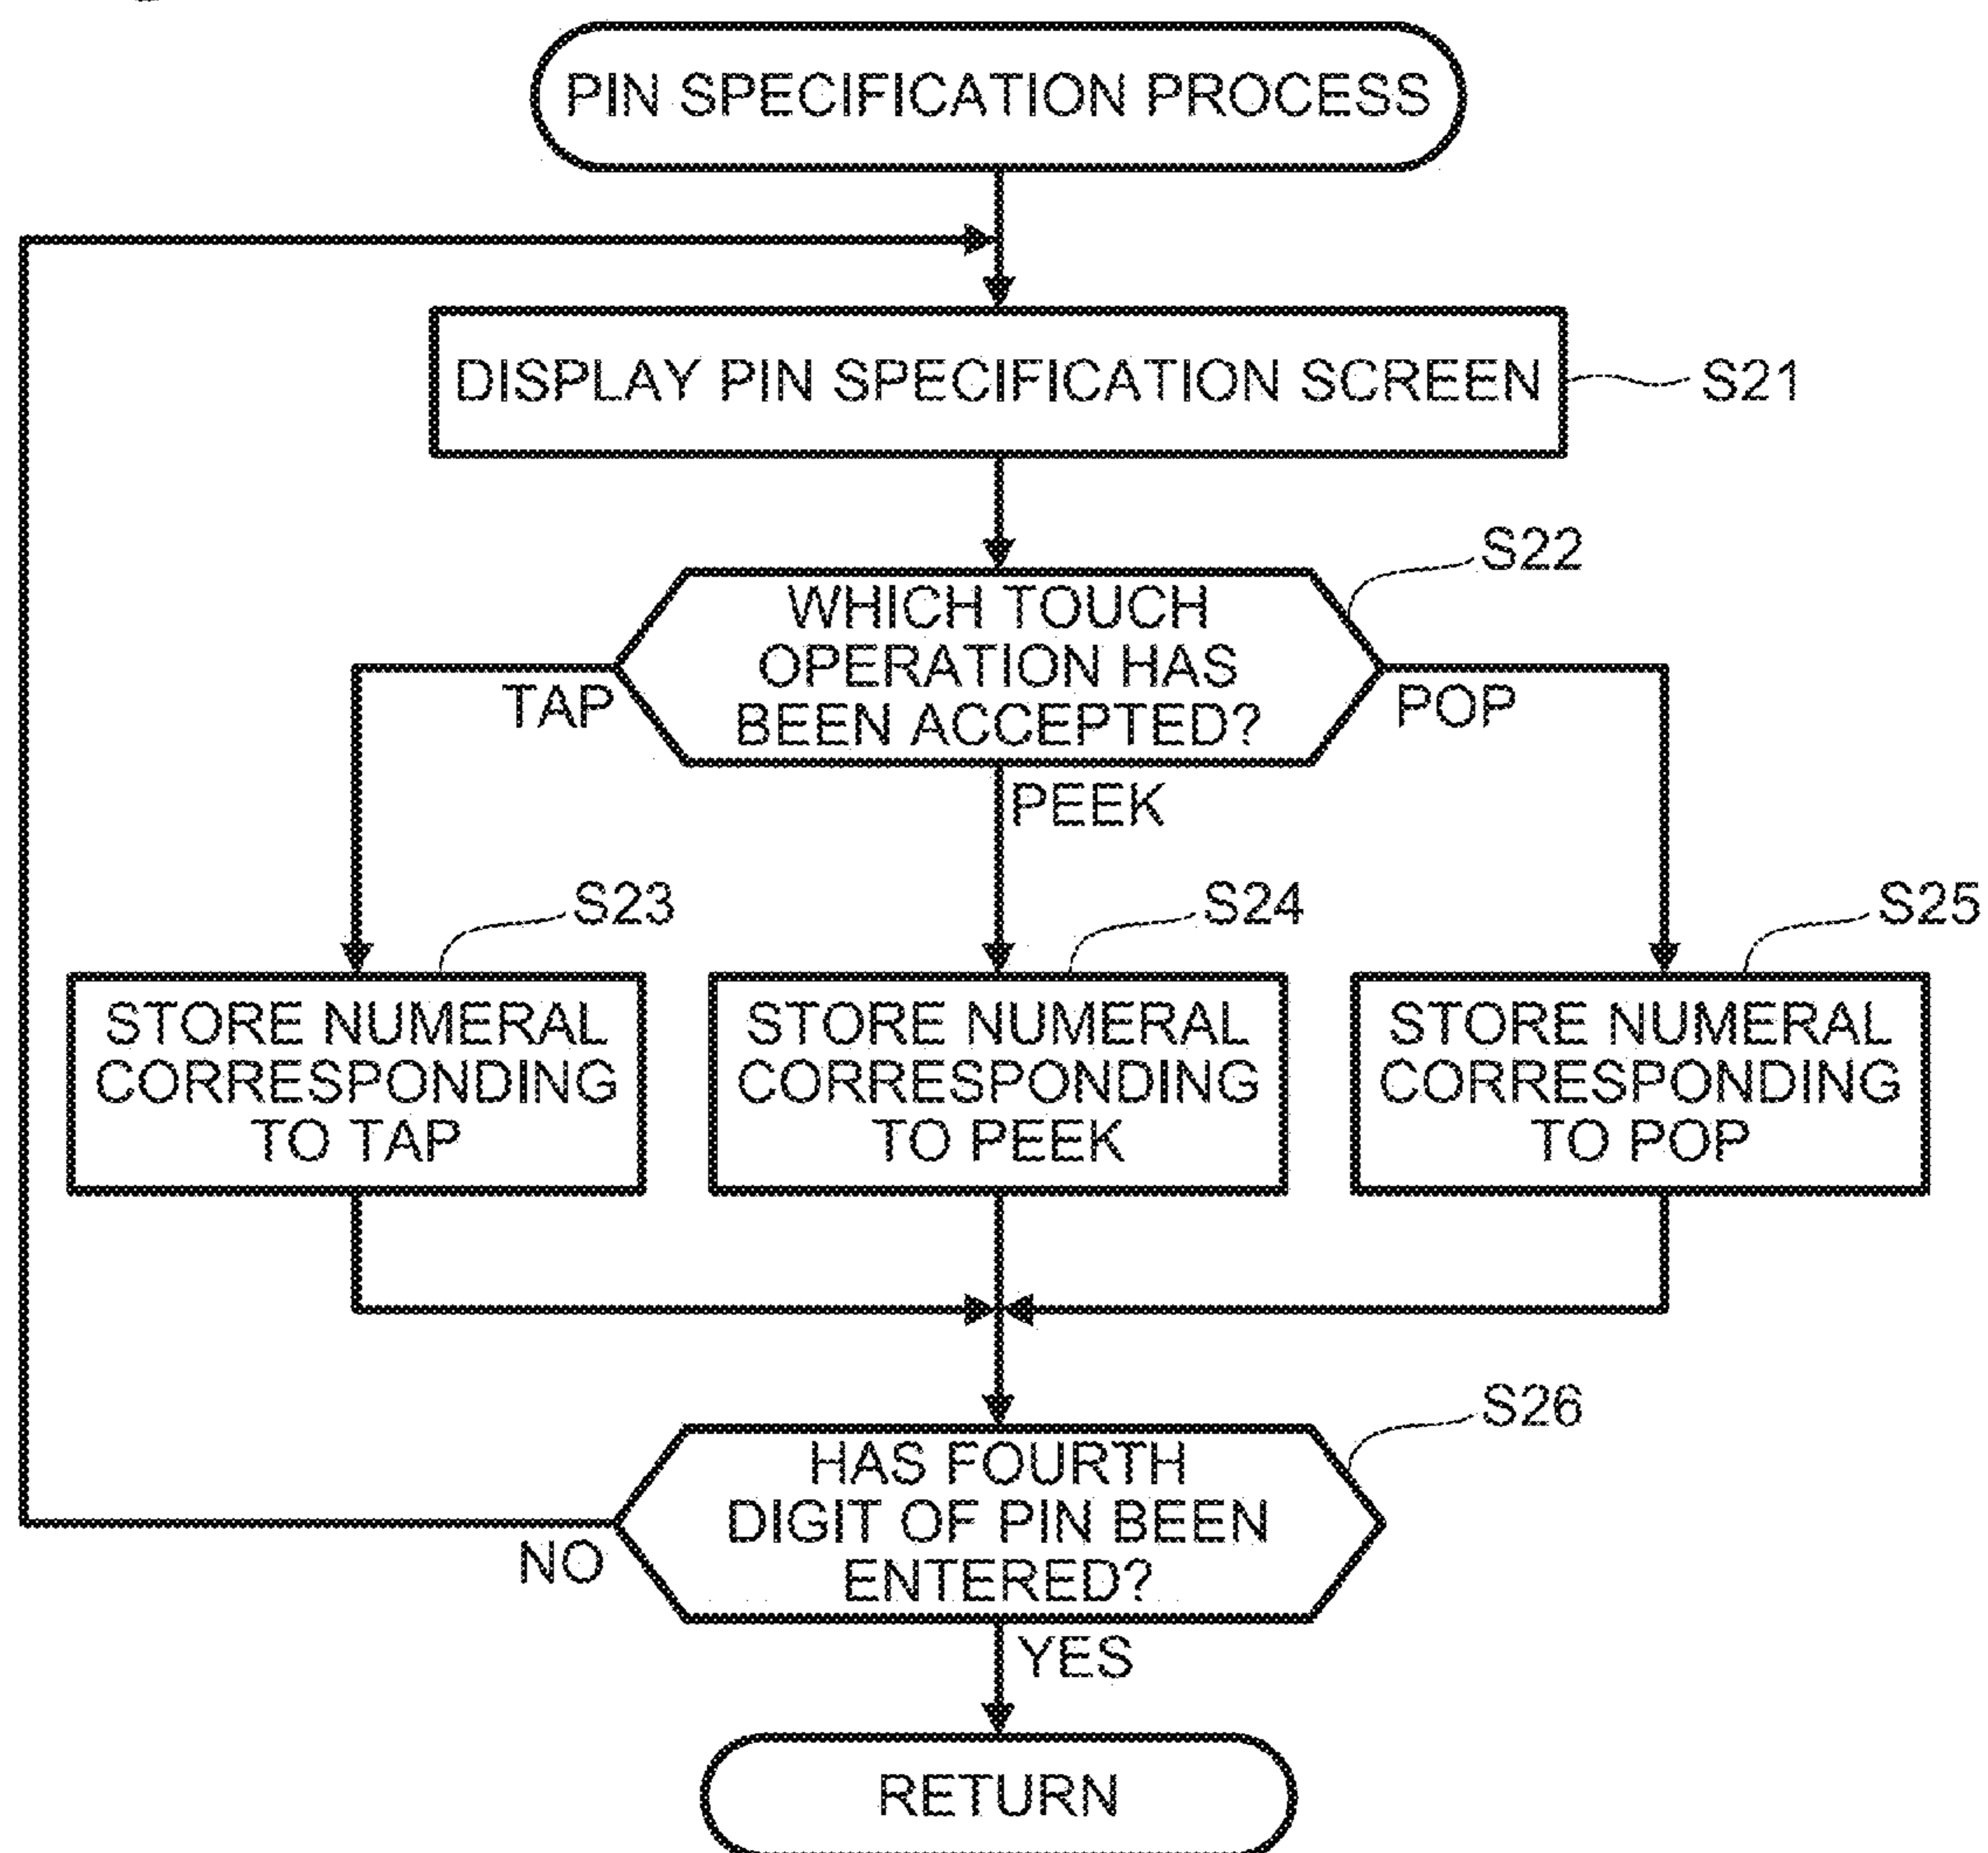 PIN SPECIFICATION PROCESS
DISPLAY PIN SPECIFICATION SCREEN
S21
S22
WHICH TOUCH
OPERATION HAS
BEEN ACCEPTED?
TAP
POP
PEEK
S23
S24
S25
STORE NUMERAL
CORRESPONDING
TO TAP
STORE NUMERAL
CORRESPONDING
TO PEEK
STORE NUMERAL
CORRESPONDING
TO POP
S26
HAS FOURTH
DIGIT OF PIN BEEN
ENTERED?
NO
YES
RETURN